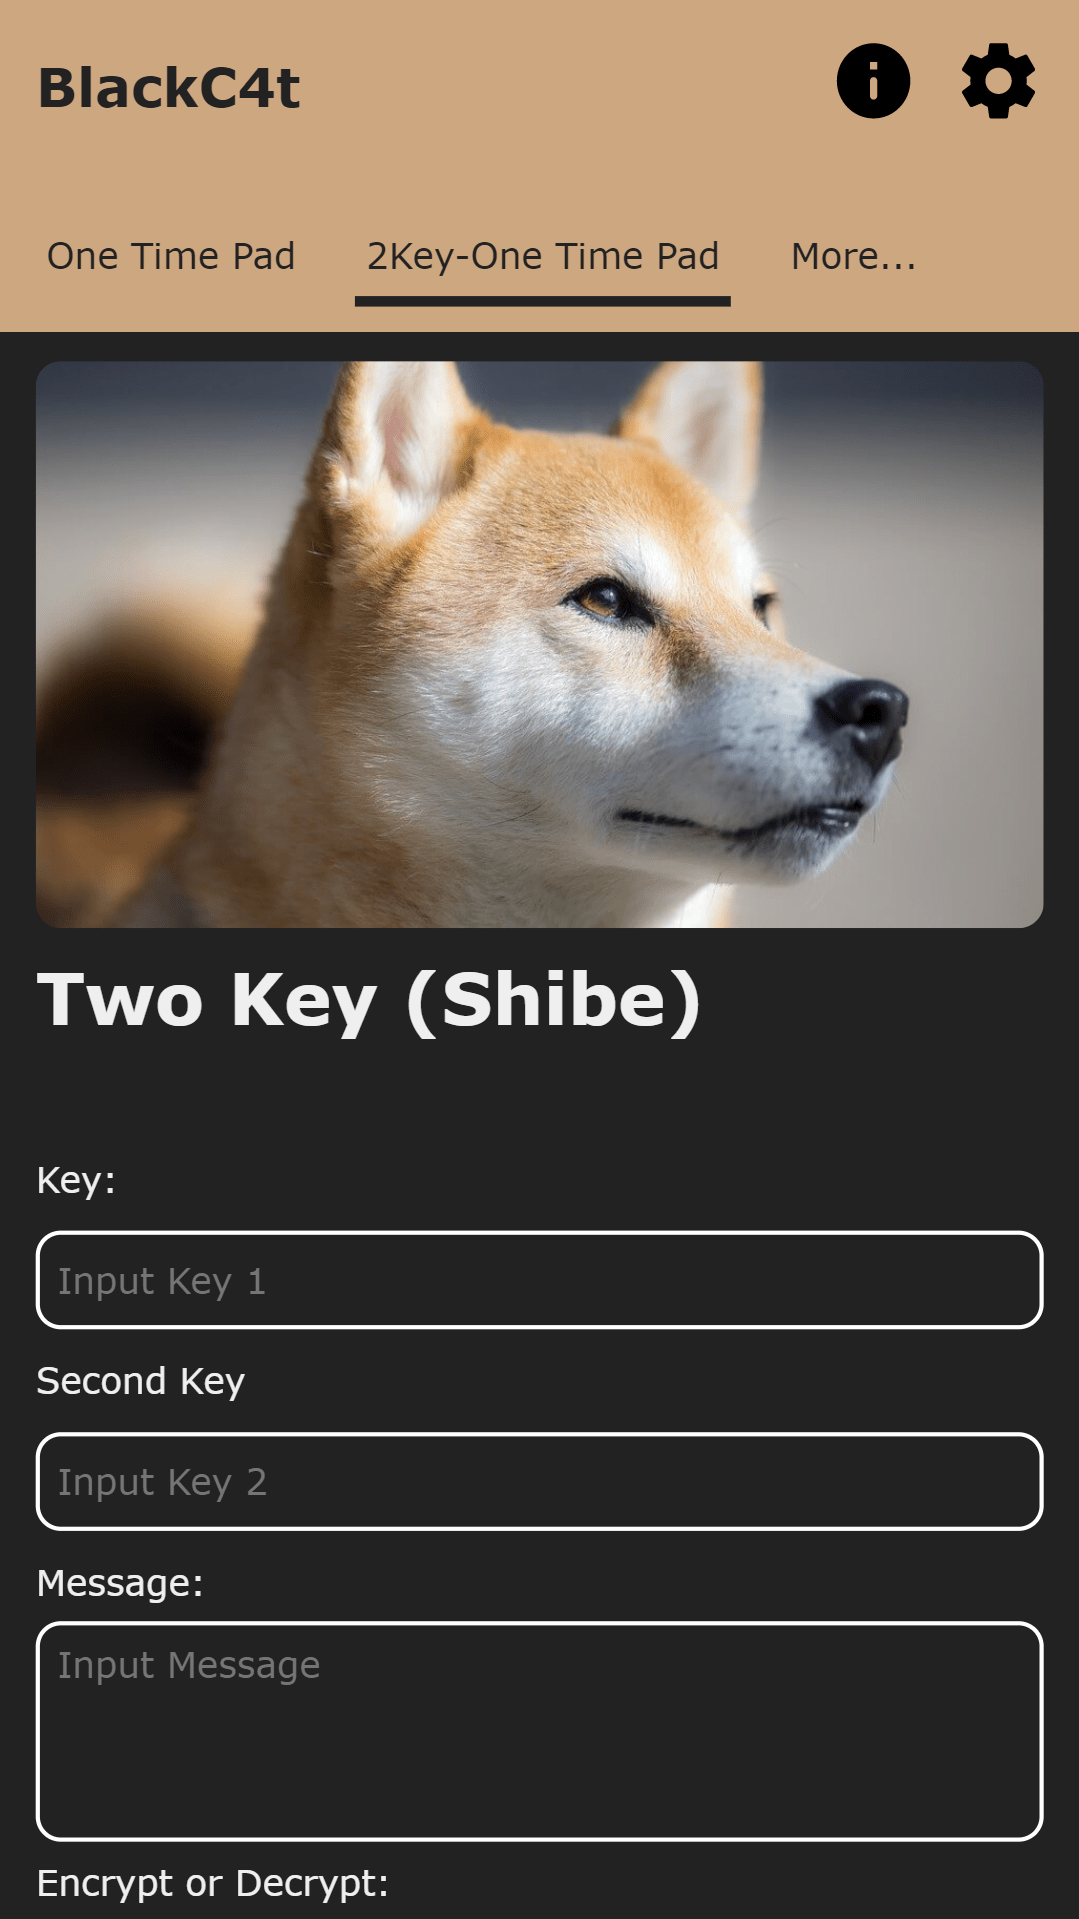 BlackC4t
One Time Pad 2Key-One Time Pad More...
Two Key (Shibe)
Key:
Input Key 1
Second Key
Input Key 2
Message:
Input Message
Encrypt or Decrypt: